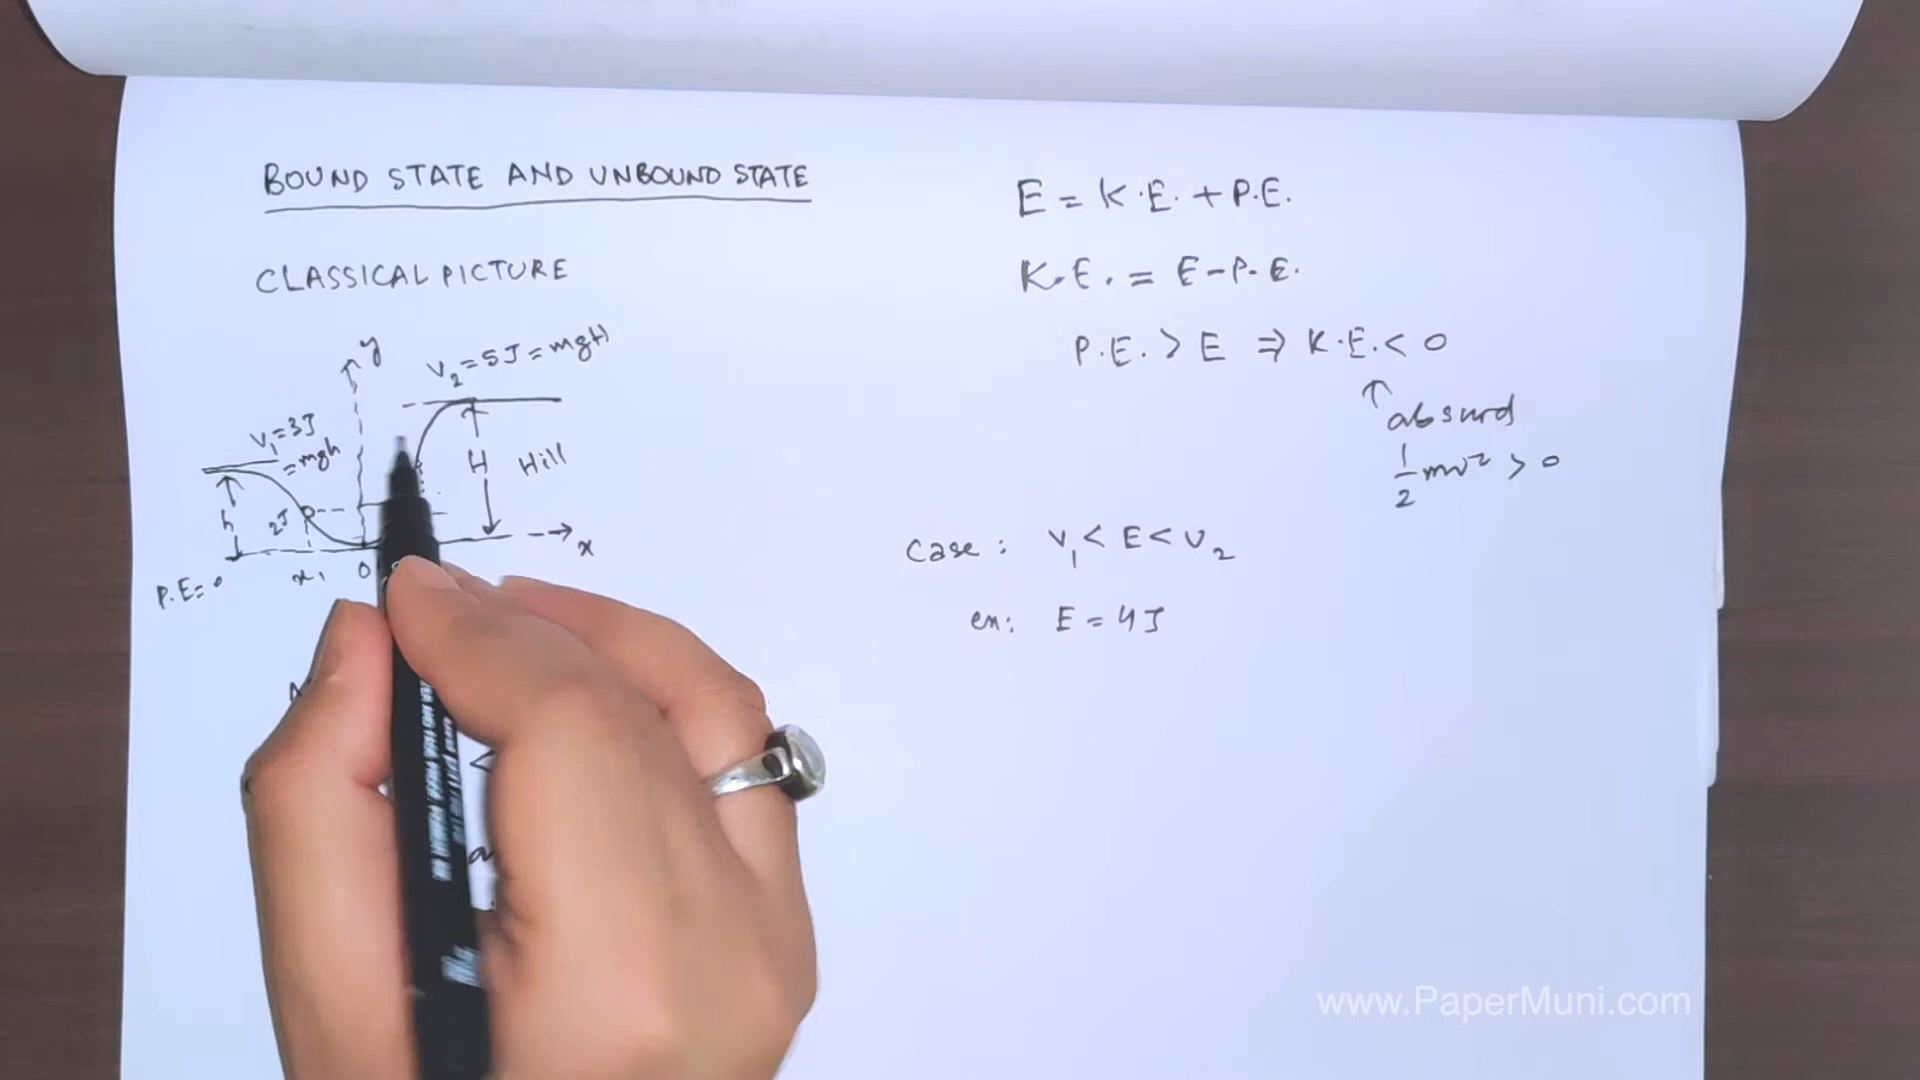 BOUND STATE AND UNBOUND STATE
CLASSICAL PICTURE
y
V2 = 5J = mgH
V1 = 3J
= mgh
H
Hill
h
2J
x
x1
0
P.E = 0
E = K.E. + P.E.
K.E. = E - P.E.
P.E. > E ⇒ K.E. < 0
↑
absurd
1/2 mv² > 0
Case : V1 < E < V2
ex: E = 4J
www.PaperMuni.com